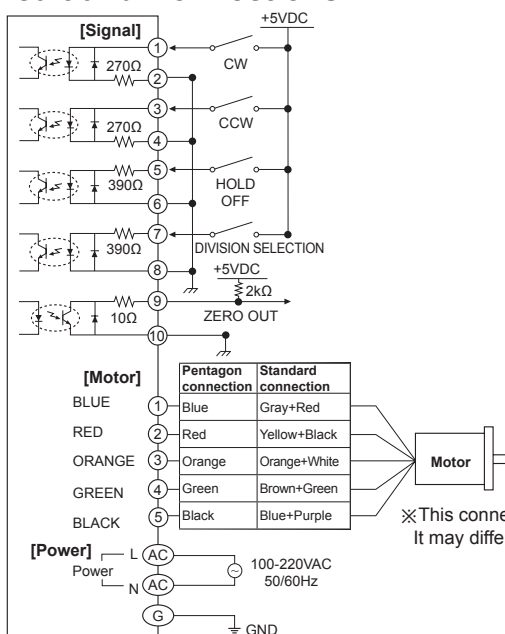 +5VDC
[Signal]
1
CW
270Ω
2
3
CCW
270Ω
4
5
390Ω
HOLD
OFF
6
7
390Ω
DIVISION SELECTION
8
+5VDC
2kΩ
9
10Ω
ZERO OUT
10
[Motor]
Pentagon connection
Standard connection
BLUE 1 Blue Gray+Red
RED 2 Red Yellow+Black
ORANGE 3 Orange Orange+White
Motor
GREEN 4 Green Brown+Green
BLACK 5 Black Blue+Purple
※This conne
It may diffe
[Power]
Power
L AC
N AC
100-220VAC
50/60Hz
G
GND